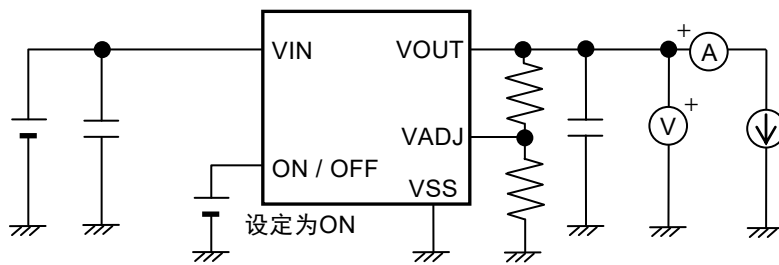 VIN
VOUT
+
A
V
+
VADJ
ON / OFF
VSS
设定为ON